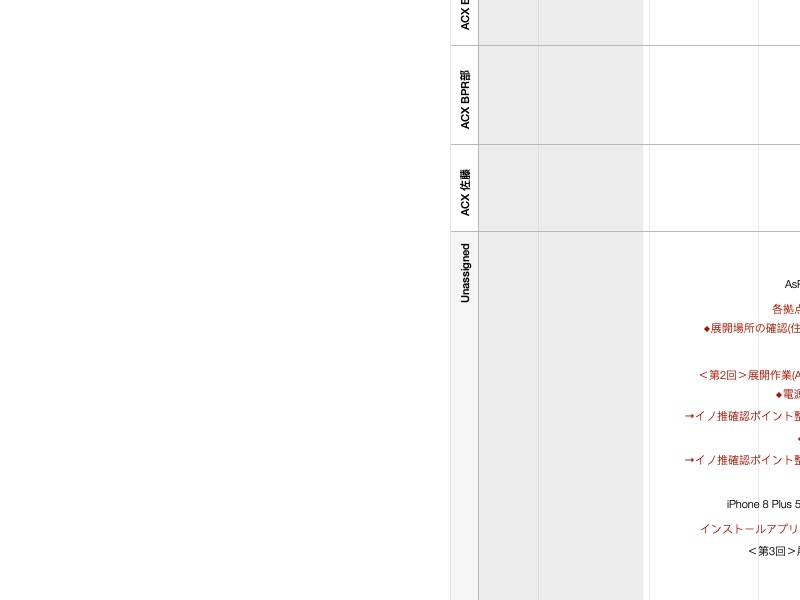 ACX
ACX BPR部
ACX 佐藤
Unassigned
各拠点
◆展開場所の確認(住
<第2回>展開作業(A
◆電源
→イノ推確認ポイント整
→イノ推確認ポイント整
iPhone 8 Plus 5
インストールアプリ
<第3回>